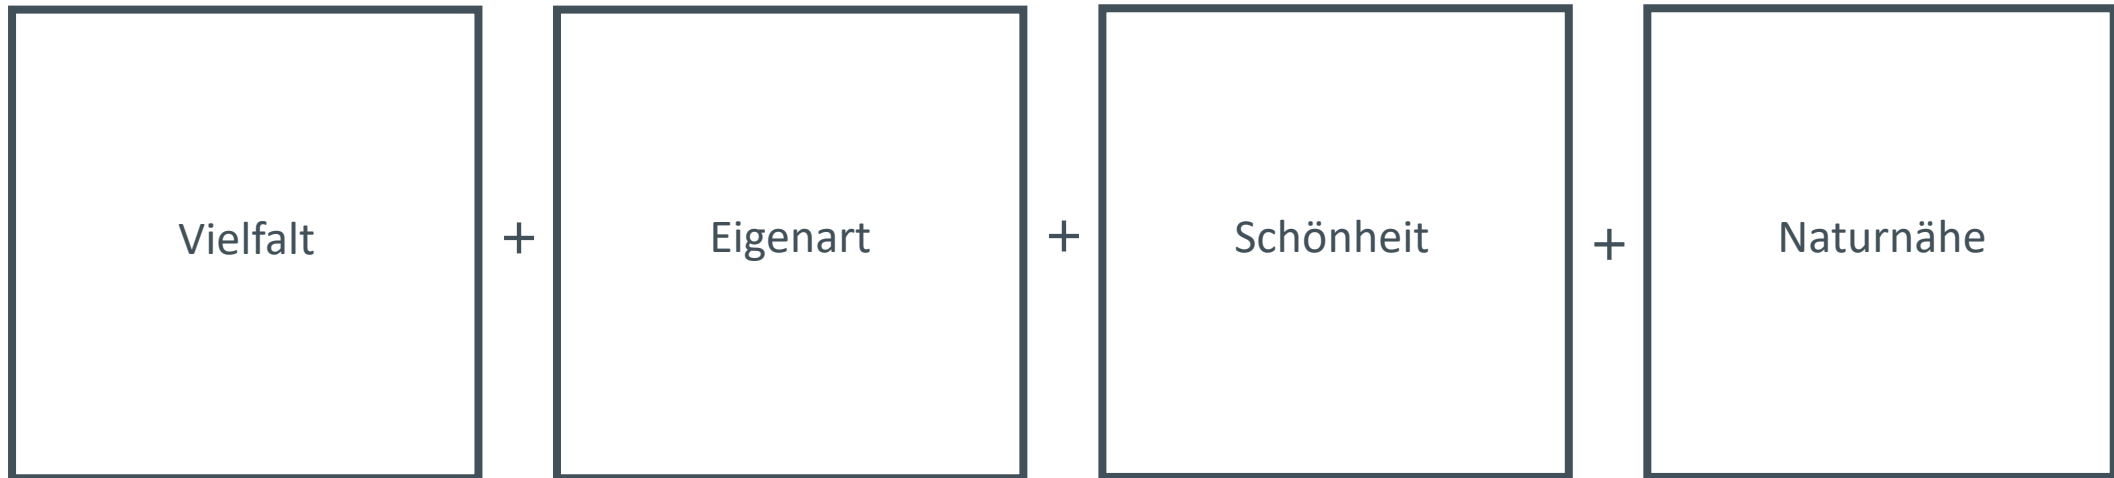 Vielfalt + Eigenart + Schönheit + Naturnähe